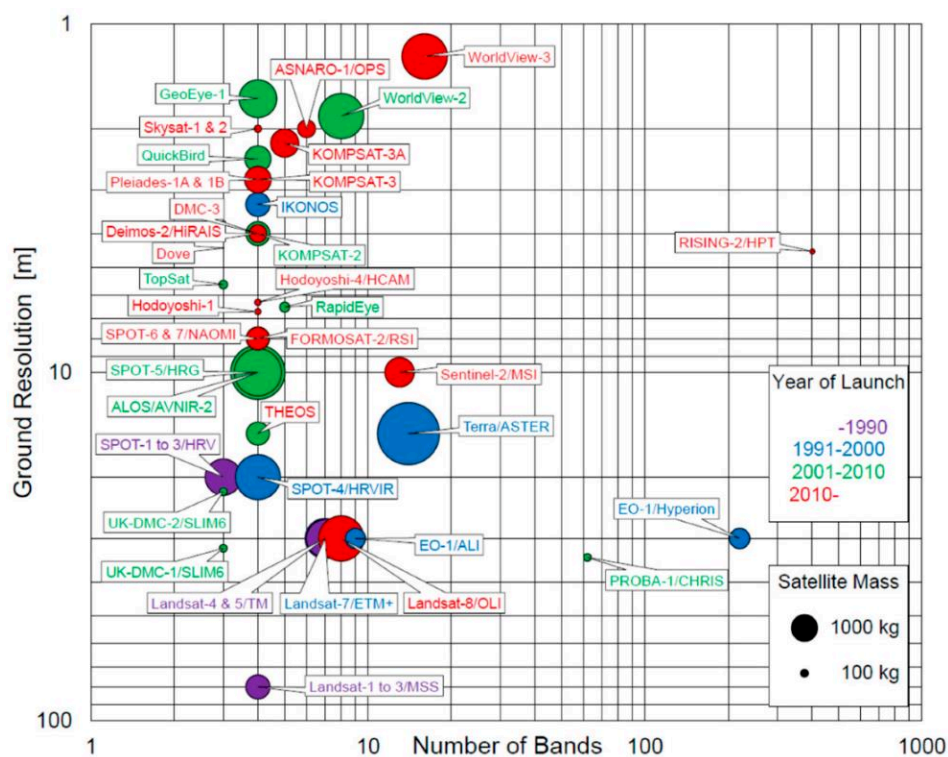 1
WorldView-3
ASNARO-1/OPS
GeoEye-1
WorldView-2
Skysat-1 & 2
KOMPSAT-3A
QuickBird
Pleiades-1A & 1B
KOMPSAT-3
DMC-3
IKONOS
Deimos-2/HiRAIS
RISING-2/HPT
Dove
KOMPSAT-2
TopSat
Hodoyoshi-4/HCAM
Hodoyoshi-1
RapidEye
SPOT-6 & 7/NAOMI
FORMOSAT-2/RSI
10
SPOT-5/HRG
Sentinel-2/MSI
ALOS/AVNIR-2
THEOS
Terra/ASTER
SPOT-1 to 3/HRV
SPOT-4/HRVIR
EO-1/Hyperion
UK-DMC-2/SLIM6
EO-1/ALI
UK-DMC-1/SLIM6
PROBA-1/CHRIS
Landsat-4 & 5/TM
Landsat-7/ETM+
Landsat-8/OLI
Landsat-1 to 3/MSS
100
Ground Resolution [m]
Year of Launch
-1990
1991-2000
2001-2010
2010-
Satellite Mass
1000 kg
100 kg
1
10
100
1000
Number of Bands